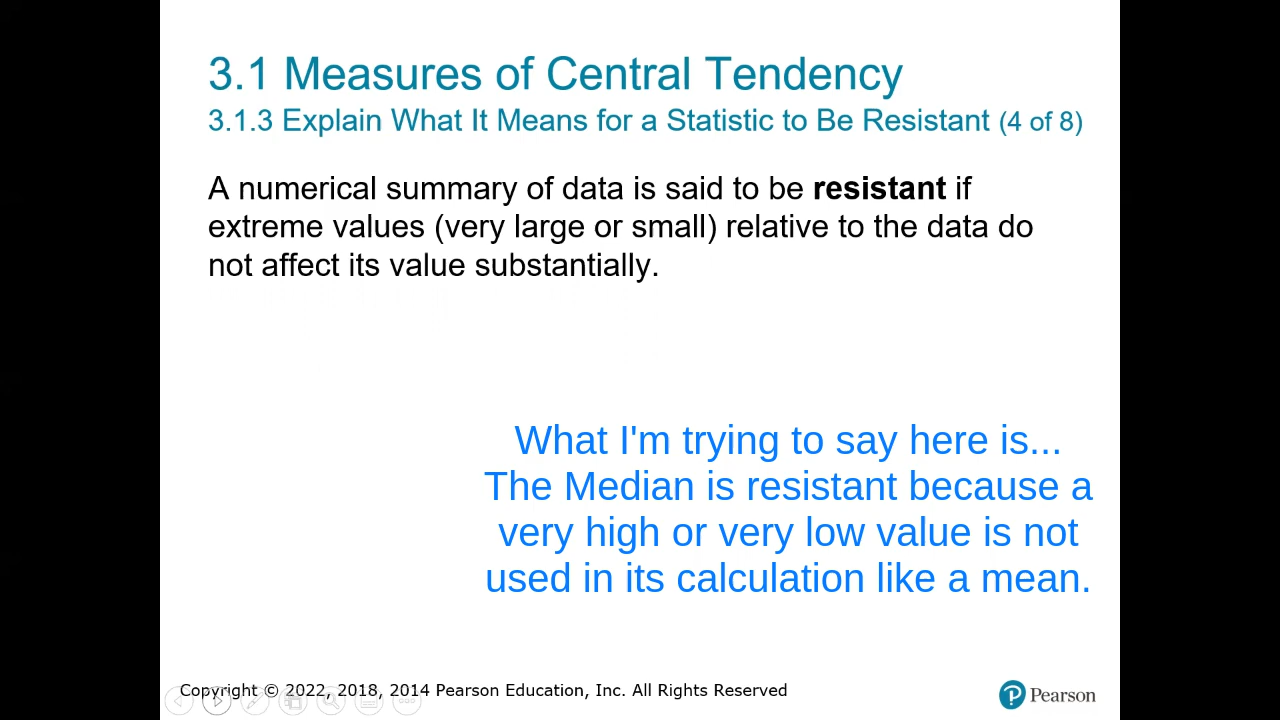 3.1 Measures of Central Tendency
3.1.3 Explain What It Means for a Statistic to Be Resistant (4 of 8)
A numerical summary of data is said to be resistant if
extreme values (very large or small) relative to the data do
not affect its value substantially.
What I'm trying to say here is...
The Median is resistant because a
very high or very low value is not
used in its calculation like a mean.
Copyright © 2022, 2018, 2014 Pearson Education, Inc. All Rights Reserved
Pearson